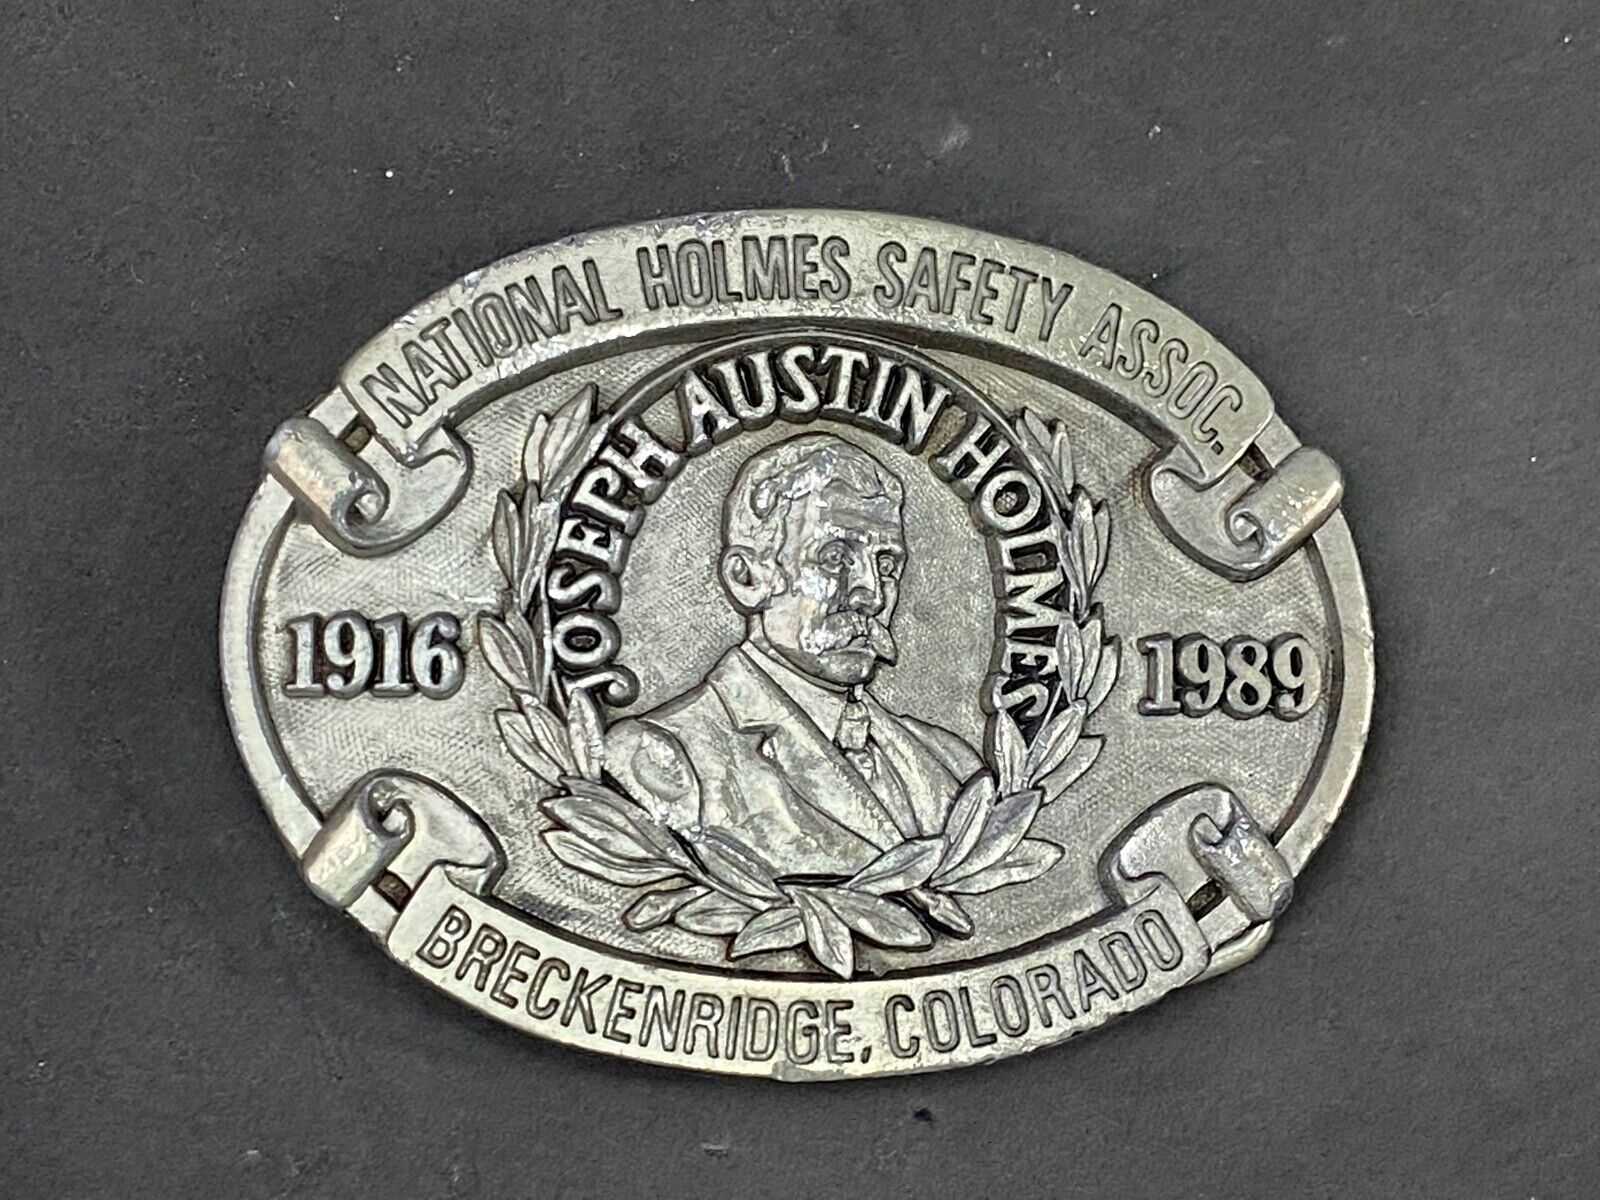 NATIONAL HOLMES SAFETY ASSOC.
JOSEPH AUSTIN HOLMES
1916
1989
BRECKENRIDGE, COLORADO